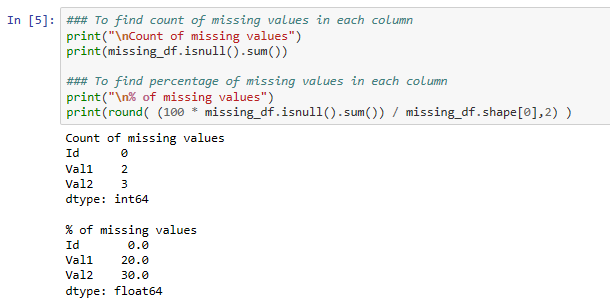 In [5]: ### To find count of missing values in each column
print("\nCount of missing values")
print(missing_df.isnull().sum())
### To find percentage of missing values in each column
print("\n% of missing values")
print(round( (100 * missing_df.isnull().sum()) / missing_df.shape[0],2) )
Count of missing values
Id 0
Val1 2
Val2 3
dtype: int64
% of missing values
Id 0.0
Val1 20.0
Val2 30.0
dtype: float64